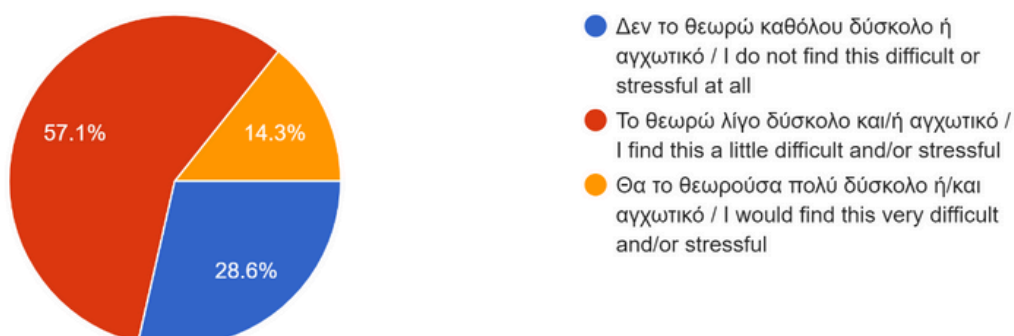 57.1%
14.3%
28.6%
Δεν το θεωρώ καθόλου δύσκολο ή
αγχωτικό / I do not find this difficult or
stressful at all
Το θεωρώ λίγο δύσκολο και/ή αγχωτικό /
I find this a little difficult and/or stressful
Θα το θεωρούσα πολύ δύσκολο ή/και
αγχωτικό / I would find this very difficult
and/or stressful